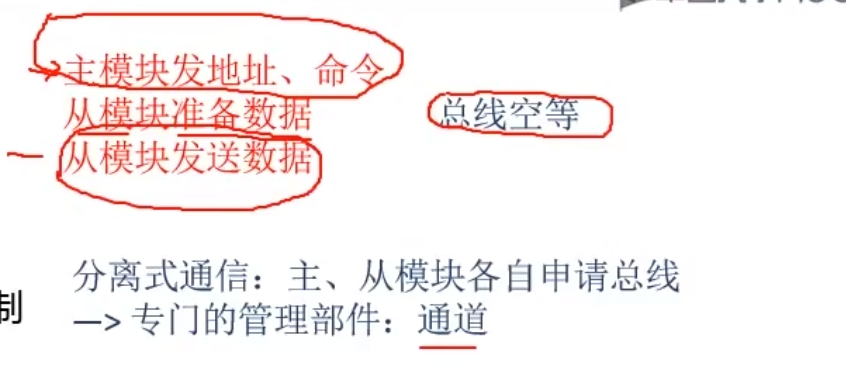 主模块发地址、命令
从模块准备数据 总线空等
从模块发送数据
分离式通信：主、从模块各自申请总线
制
—> 专门的管理部件：通道